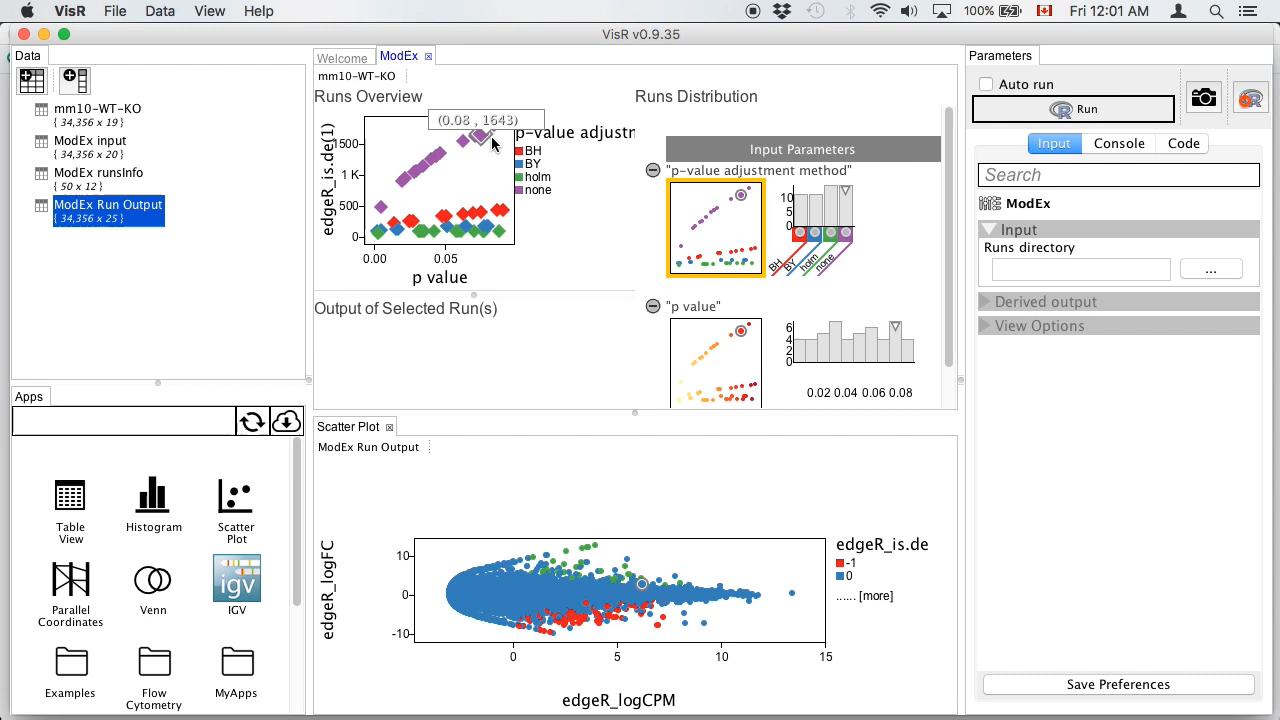 VisR File Data View Help 100% Fri 12:01 AM
VisR v0.9.35
Data
mm10-WT-KO
{ 34,356 x 19 }
ModEx input
{ 34,356 x 20 }
ModEx runsInfo
{ 50 x 12 }
ModEx Run Output
{ 34,356 x 25 }
Apps
Table View
Histogram
Scatter Plot
Parallel Coordinates
Venn
igv
IGV
Examples
Flow Cytometry
MyApps
Welcome ModEx
mm10-WT-KO
Runs Overview
(0.08 , 1643)
edgeR_is.de(1)
1500
1 K
500
0
0.00 0.05
p value
p-value adjustn
BH
BY
holm
none
Output of Selected Run(s)
Runs Distribution
Input Parameters
"p-value adjustment method"
10
5
0
BH BY holm none
"p value"
6
4
2
0
0.02 0.04 0.06 0.08
Scatter Plot
ModEx Run Output
edgeR_logFC
10
0
-10
0 5 10 15
edgeR_logCPM
edgeR_is.de
-1
0
...... [more]
Parameters
Auto run
Run
Input Console Code
Search
ModEx
Input
Runs directory
...
Derived output
View Options
Save Preferences